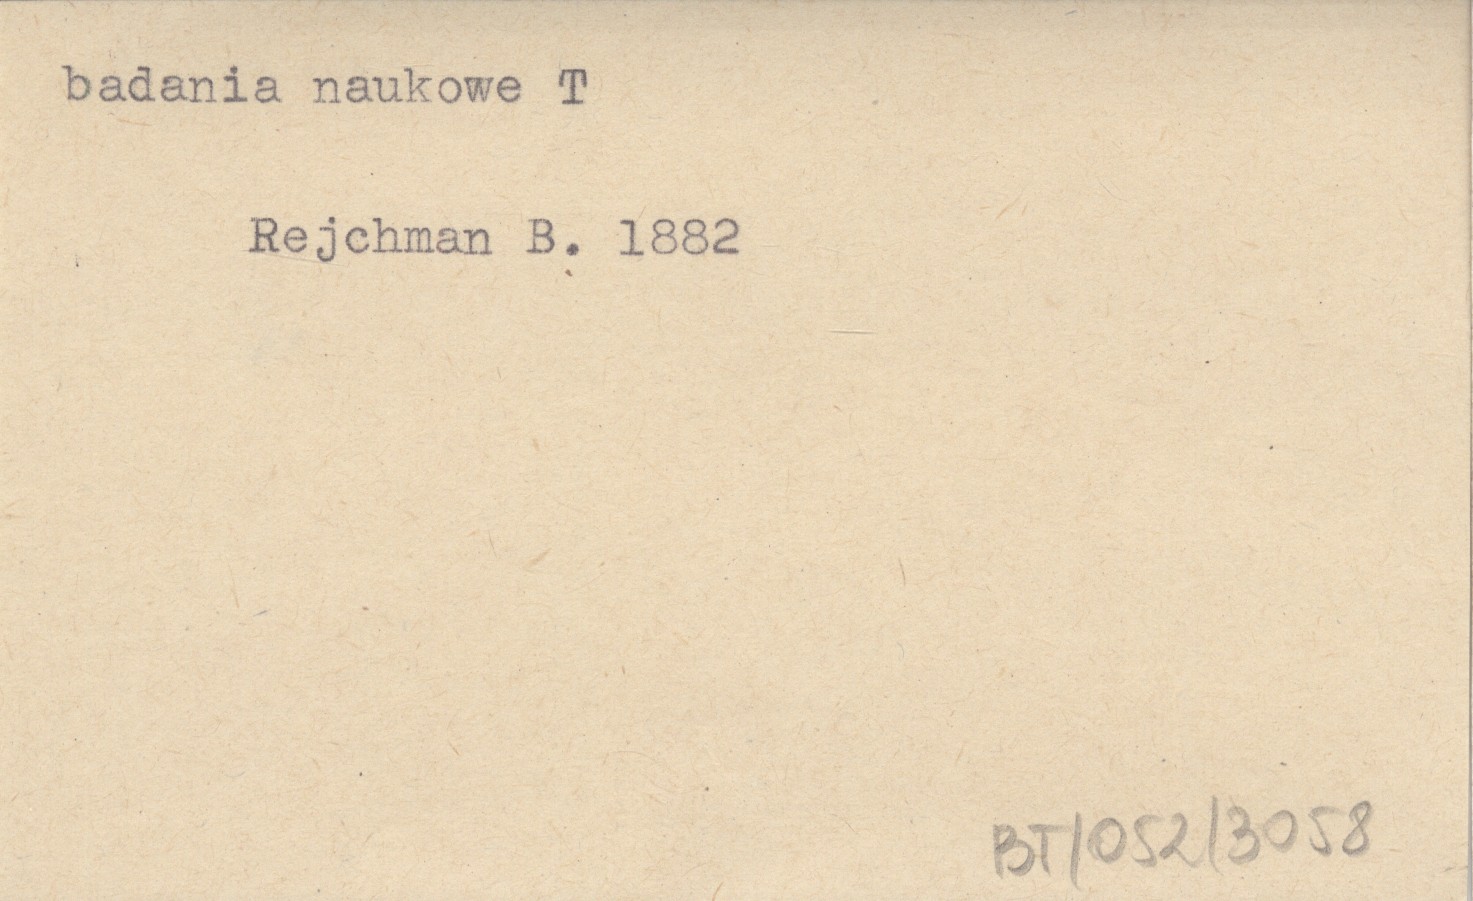 badania naukowe T
Rejchman B. 1882
BT/052/3058